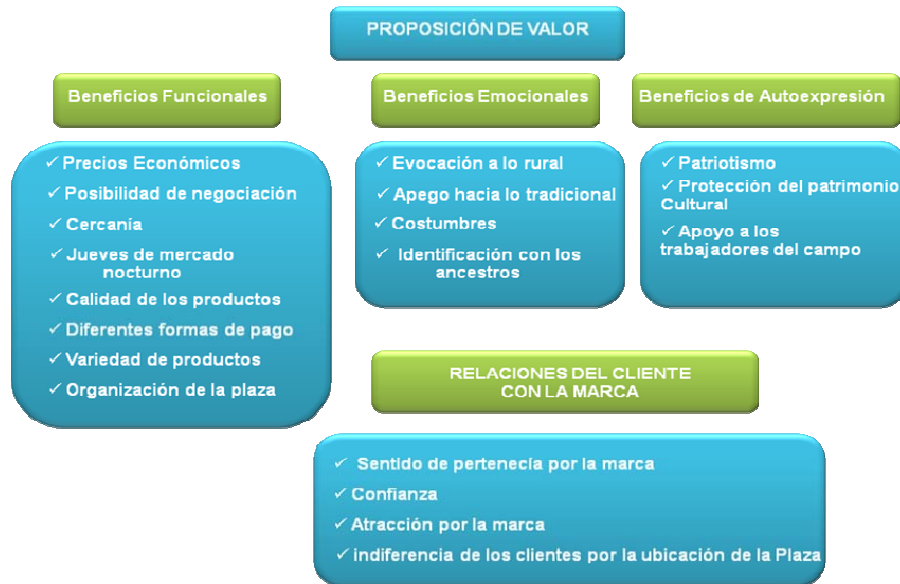 PROPOSICIÓN DE VALOR
Beneficios Funcionales
✓ Precios Económicos
✓ Posibilidad de negociación
✓ Cercanía
✓ Jueves de mercado
nocturno
✓ Calidad de los productos
✓ Diferentes formas de pago
✓ Variedad de productos
✓ Organización de la plaza
Beneficios Emocionales
✓ Evocación a lo rural
✓ Apego hacia lo tradicional
✓ Costumbres
✓ Identificación con los
ancestros
Beneficios de Autoexpresión
✓ Patriotismo
✓ Protección del patrimonio
Cultural
✓ Apoyo a los
trabajadores del campo
RELACIONES DEL CLIENTE
CON LA MARCA
✓ Sentido de pertenecía por la marca
✓ Confianza
✓ Atracción por la marca
✓ indiferencia de los clientes por la ubicación de la Plaza